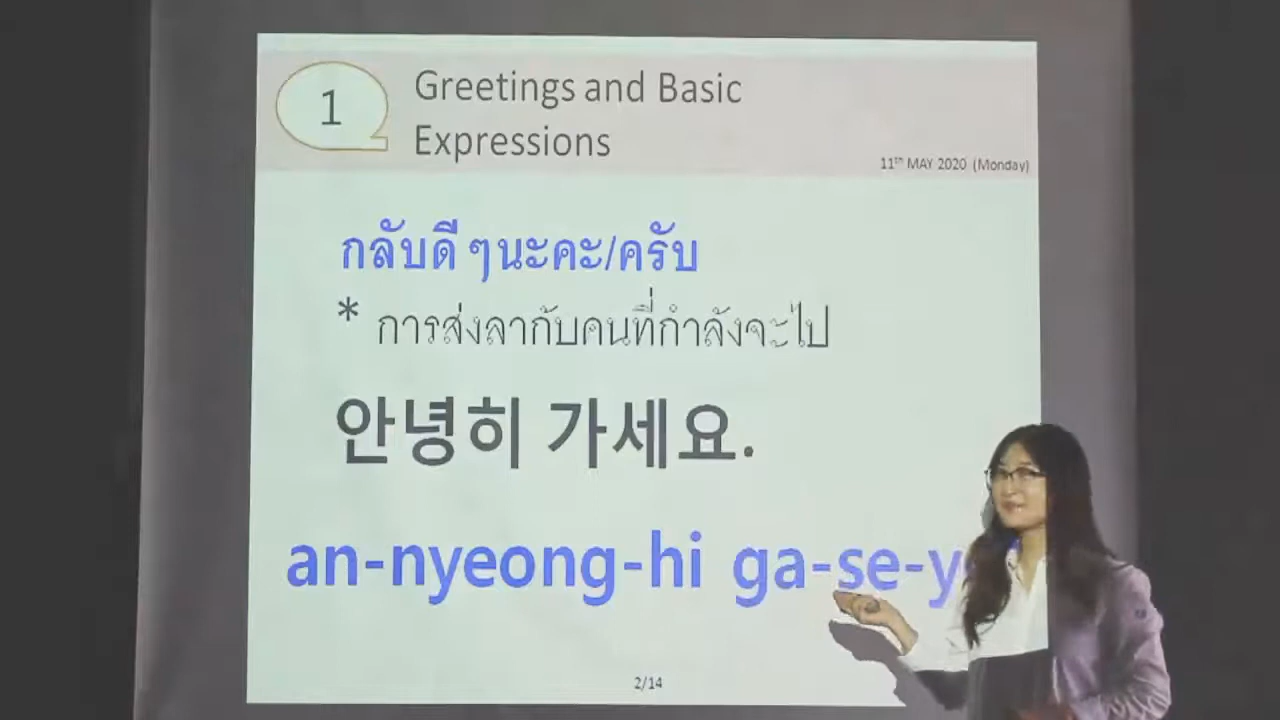 1
Greetings and Basic
Expressions
11th MAY 2020 (Monday)
กลับดี ๆนะคะ/ครับ
* การส่งลากับคนที่กำลังจะไป
안녕히 가세요.
an-nyeong-hi ga-se-y
2/14